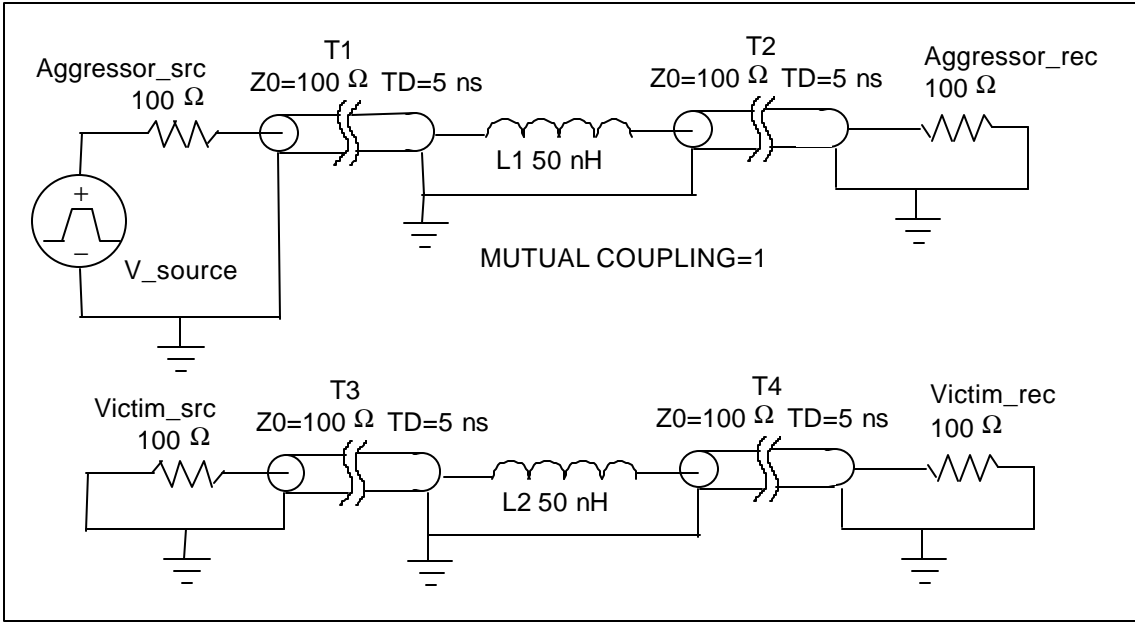 T1
Z0=100 Ω TD=5 ns
T2
Z0=100 Ω TD=5 ns
Aggressor_src
100 Ω
Aggressor_rec
100 Ω
L1 50 nH
+
−
V_source
MUTUAL COUPLING=1
T3
Z0=100 Ω TD=5 ns
T4
Z0=100 Ω TD=5 ns
Victim_src
100 Ω
Victim_rec
100 Ω
L2 50 nH